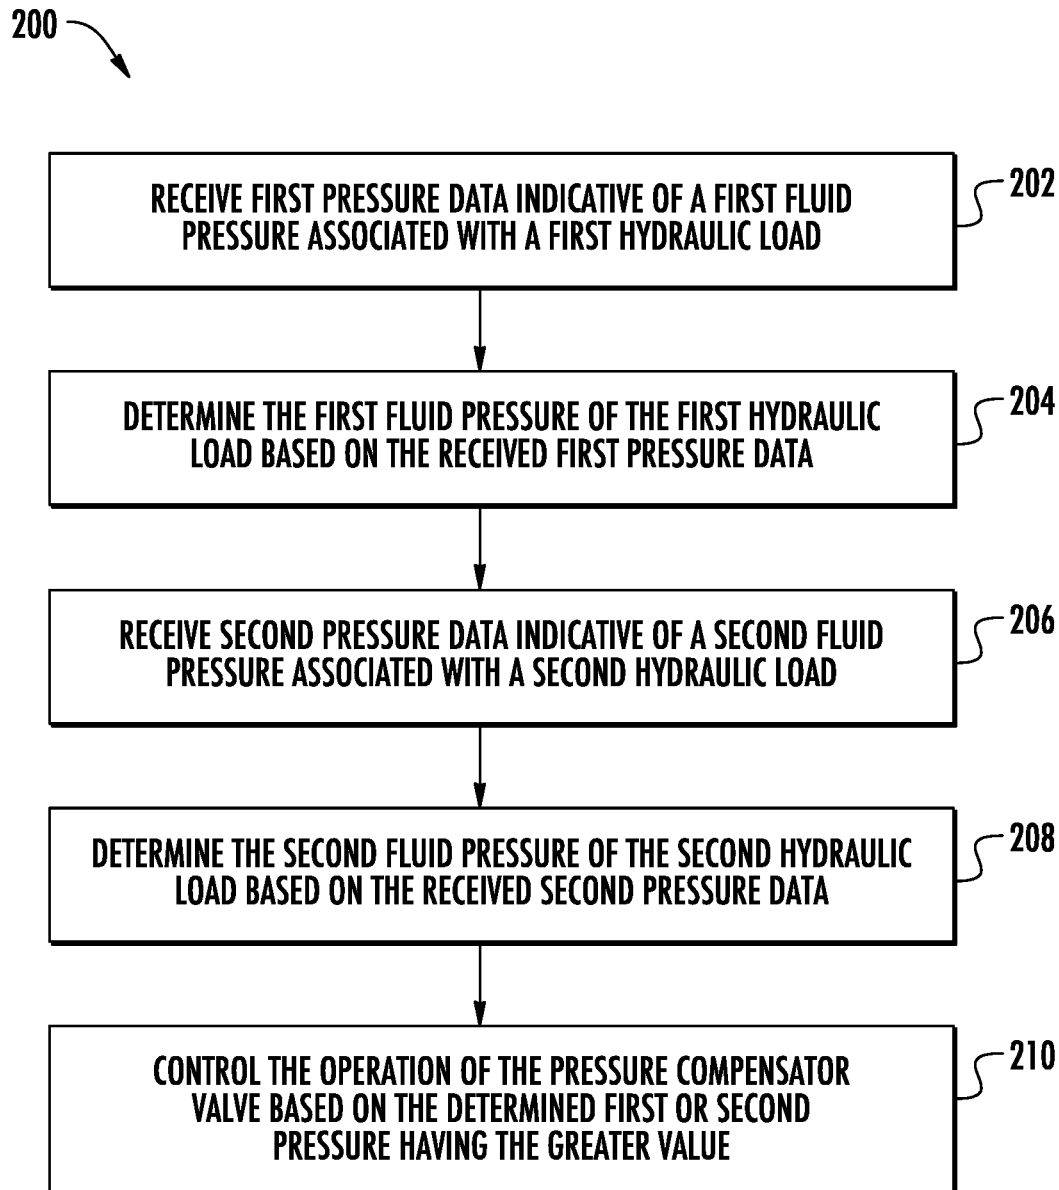 200
RECEIVE FIRST PRESSURE DATA INDICATIVE OF A FIRST FLUID
PRESSURE ASSOCIATED WITH A FIRST HYDRAULIC LOAD
202
DETERMINE THE FIRST FLUID PRESSURE OF THE FIRST HYDRAULIC
LOAD BASED ON THE RECEIVED FIRST PRESSURE DATA
204
RECEIVE SECOND PRESSURE DATA INDICATIVE OF A SECOND FLUID
PRESSURE ASSOCIATED WITH A SECOND HYDRAULIC LOAD
206
DETERMINE THE SECOND FLUID PRESSURE OF THE SECOND HYDRAULIC
LOAD BASED ON THE RECEIVED SECOND PRESSURE DATA
208
CONTROL THE OPERATION OF THE PRESSURE COMPENSATOR
VALVE BASED ON THE DETERMINED FIRST OR SECOND
PRESSURE HAVING THE GREATER VALUE
210